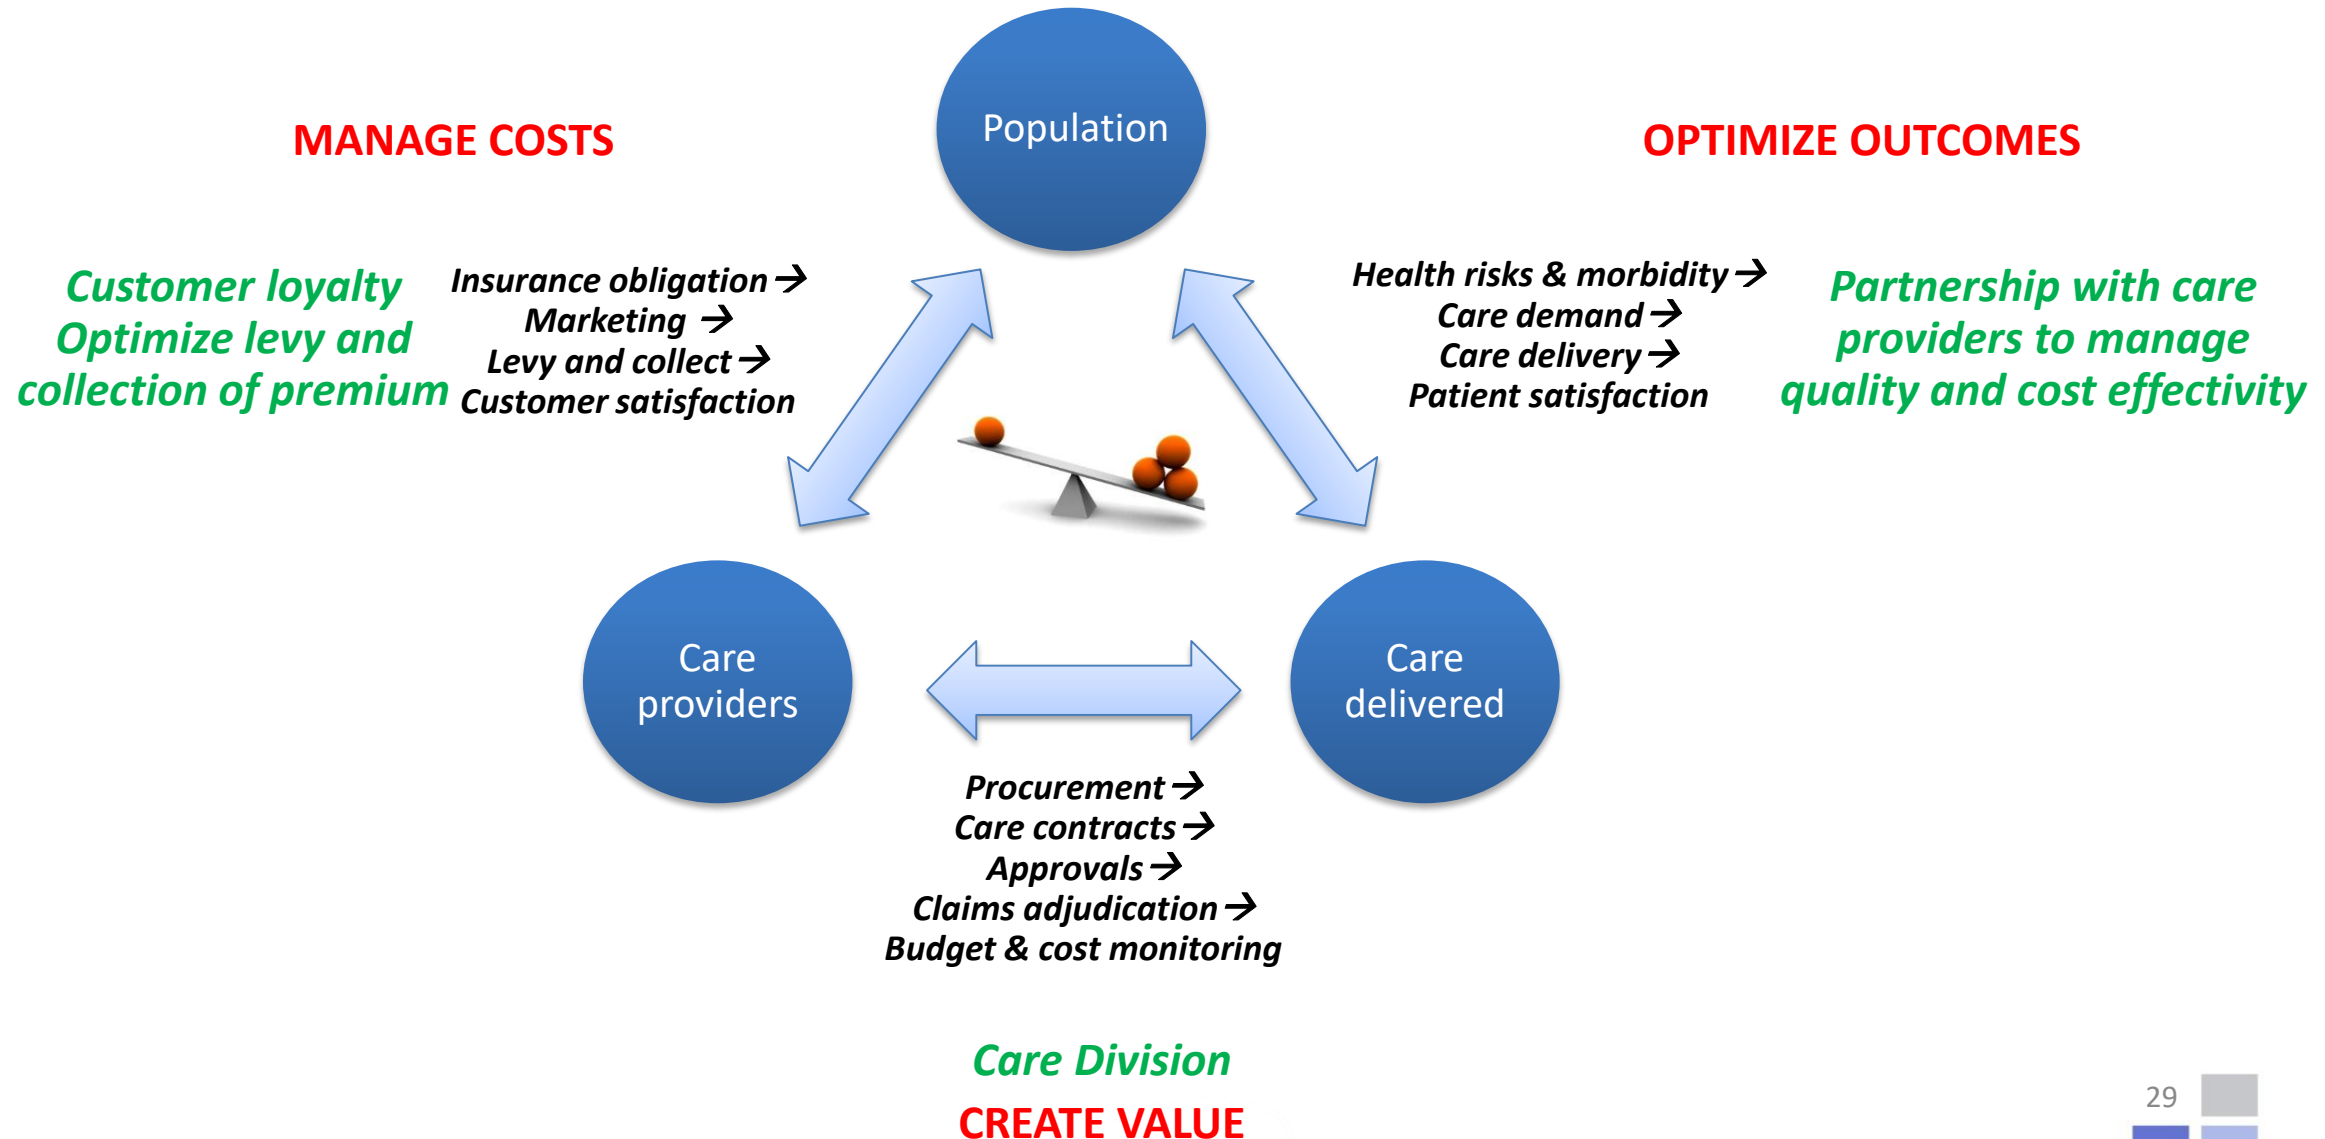 Population
MANAGE COSTS
OPTIMIZE OUTCOMES
Customer loyalty
Optimize levy and
collection of premium
Insurance obligation →
Marketing →
Levy and collect →
Customer satisfaction
Health risks & morbidity →
Care demand →
Care delivery →
Patient satisfaction
Partnership with care
providers to manage
quality and cost effectivity
Care
providers
Care
delivered
Procurement →
Care contracts →
Approvals →
Claims adjudication →
Budget & cost monitoring
Care Division
CREATE VALUE
29